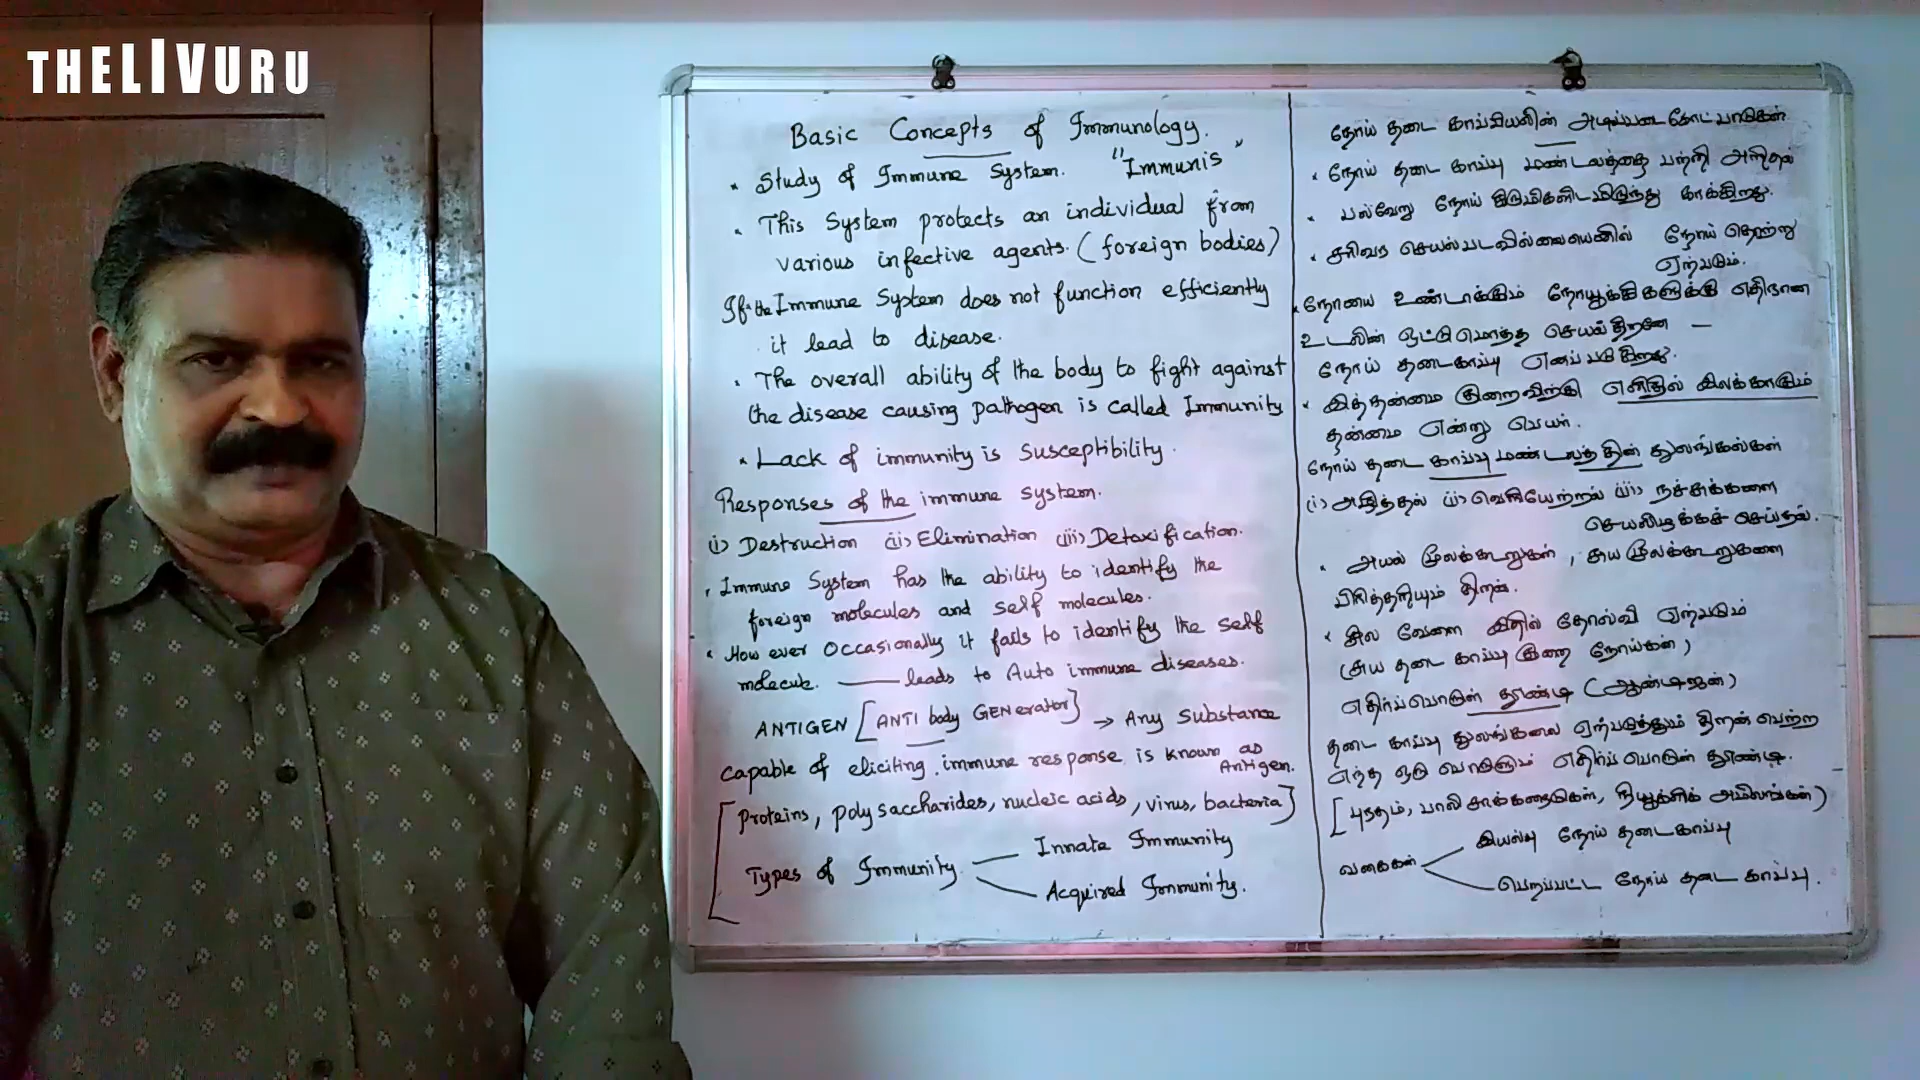 THELIVURU
Basic Concepts of Immunology.
• Study of Immune System. "Immunis"
• This System protects an individual from
various infective agents. (foreign bodies)
If the Immune System does not function efficiently
it lead to disease.
• The overall ability of the body to fight against
the disease causing pathogen is called Immunity
• Lack of immunity is susceptibility.
Responses of the immune system.
(i) Destruction (ii) Elimination (iii) Detoxification.
• Immune System has the ability to identify the
foreign molecules and self molecules.
• How ever occasionally it fails to identify the self
molecule. —— leads to Auto immune diseases.
ANTIGEN [ANTI body GENerator] → Any substance
capable of eliciting immune response is known as
Antigen.
[Proteins, poly saccharides, nucleic acids, virus, bacteria]
Types of Immunity
Innate Immunity
Acquired Immunity.
நோய் தடை காப்பியலின் அடிப்படை கோட்பாடுகள்
• நோய் தடை காப்பு மண்டலத்தை பற்றி அறிதல்
• பல்வேறு நோய் கிருமிகளிடமிருந்து காக்கிறது.
• சரிவர செயல்படவில்லையெனில் நோய் தொற்று
ஏற்படும்.
• நோயை உண்டாக்கும் நோயூக்கிகளுக்கு எதிரான
உடலின் ஒட்டு மொத்த செயல் திறனே —
நோய் தடைகாப்பு எனப்படுகிறது.
• இத்தன்மை குறைவிற்கு எளிதில் இலக்காகும்
தன்மை என்று பெயர்.
நோய் தடை காப்பு மண்டலத்தின் துலங்கல்கள்
(i) அழித்தல் (ii) வெளியேற்றல் (iii) நச்சுக்களை
செயலிழக்கச் செய்தல்.
• அயல் மூலக்கூறுகள், சுய மூலக்கூறுகளை
பிரித்தறியும் திறன்.
• சில வேளை இதில் தோல்வி ஏற்படும்
(சுய தடை காப்பு குறை நோய்கள்)
எதிர்ப்பொருள் தூண்டி (ஆன்டிஜன்)
தடை காப்பு துலங்கலை ஏற்படுத்தும் திறன் பெற்ற
எந்த ஒரு பொருளும் எதிர்ப் பொருள் தூண்டி.
[புரதம், பாலி சாக்கரைடுகள், நியூக்ளிக் அமிலங்கள்)
வகைகள்
இயல்பு நோய் தடைகாப்பு
பெறப்பட்ட நோய் தடை காப்பு.